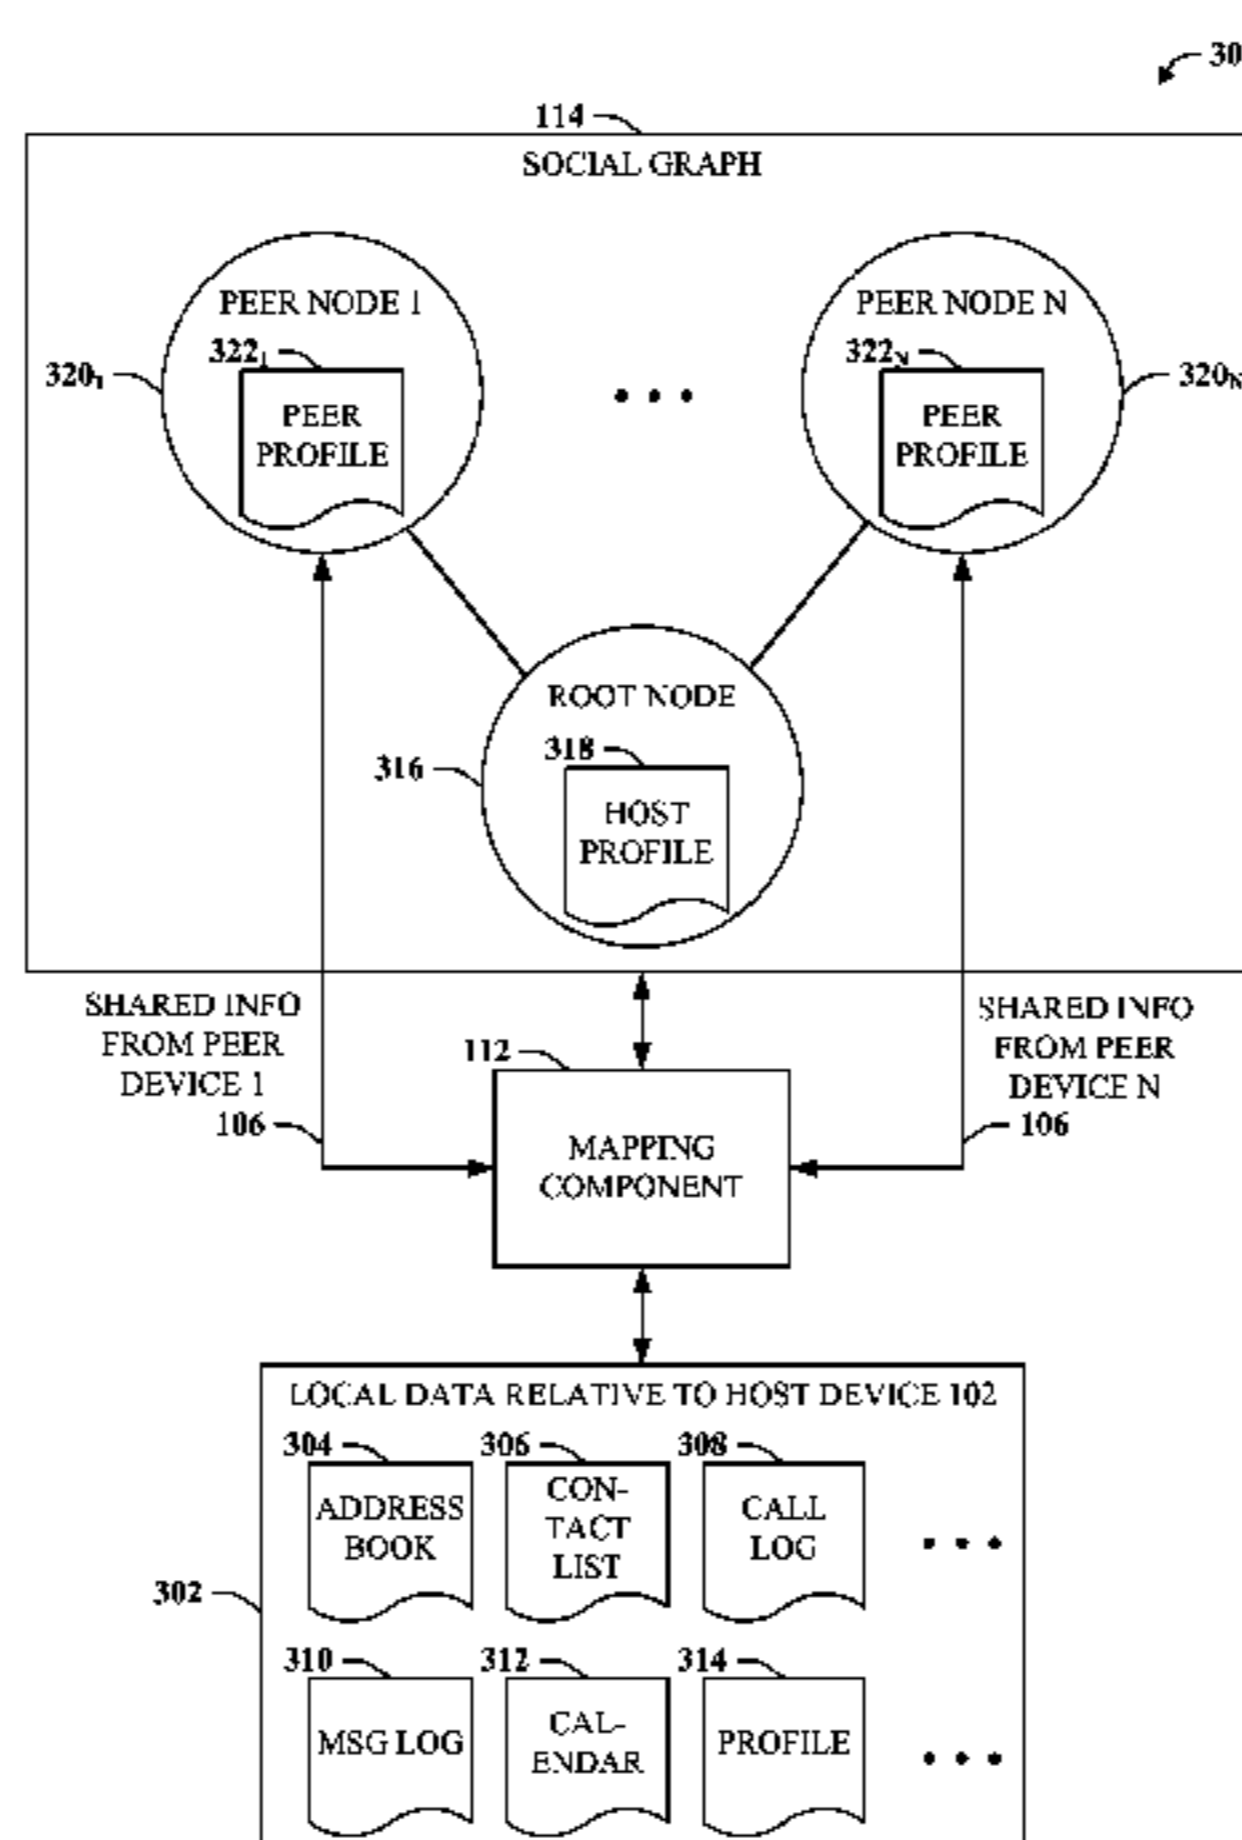 30
114
SOCIAL GRAPH
PEER NODE 1
PEER NODE N
322₁
322N
320₁
320N
PEER
PROFILE
PEER
PROFILE
ROOT NODE
318
316
HOST
PROFILE
SHARED INFO
FROM PEER
DEVICE 1
106
SHARED INFO
FROM PEER
DEVICE N
106
112
MAPPING
COMPONENT
LOCAL DATA RELATIVE TO HOST DEVICE 102
304
306
308
ADDRESS
BOOK
CON-
TACT
LIST
CALL
LOG
302
310
312
314
MSG LOG
CAL-
ENDAR
PROFILE